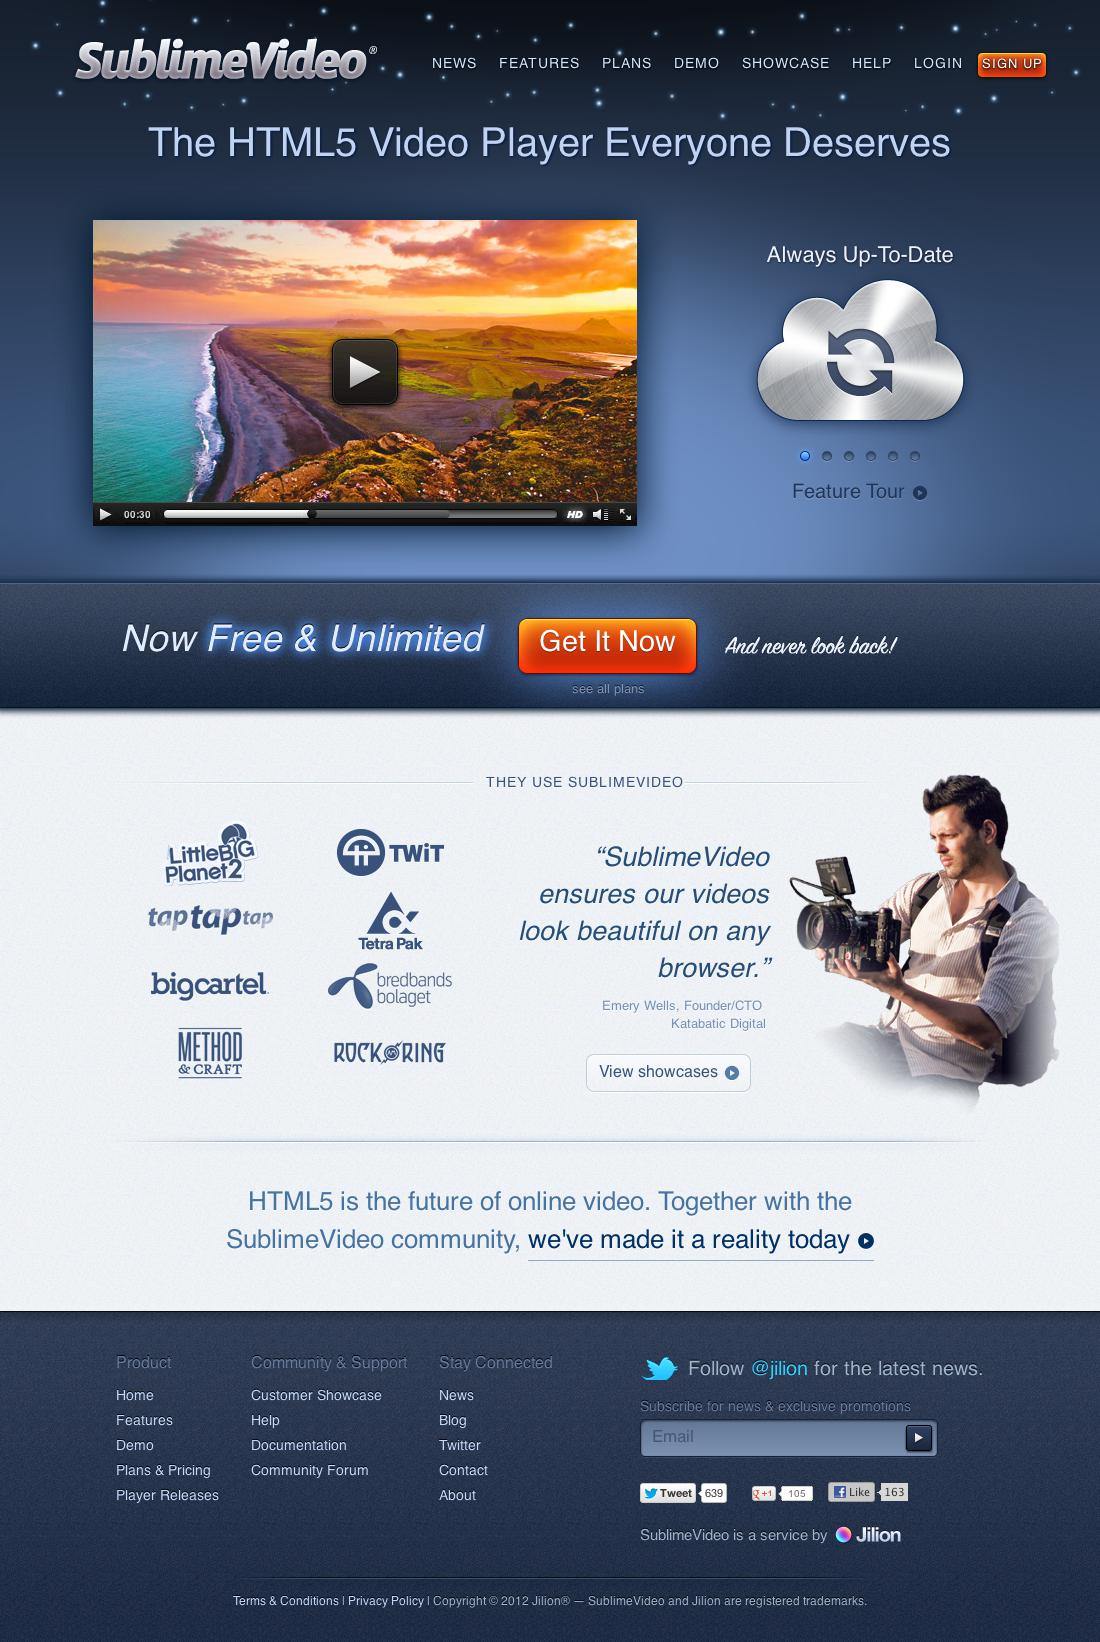 SublimeVideo®
NEWS FEATURES PLANS DEMO SHOWCASE HELP LOGIN SIGN UP
The HTML5 Video Player Everyone Deserves
Always Up-To-Date
00:30 HD
Feature Tour
Now Free & Unlimited
Get It Now
And never look back!
see all plans
THEY USE SUBLIMEVIDEO
LittleBIG
Planet2
TWiT
tap tap tap
Tetra Pak
bigcartel
bredbands
bolaget
METHOD
& CRAFT
ROCK RING
“SublimeVideo
ensures our videos
look beautiful on any
browser.”
Emery Wells, Founder/CTO
Katabatic Digital
View showcases
HTML5 is the future of online video. Together with the
SublimeVideo community, we've made it a reality today
Product
Home
Features
Demo
Plans & Pricing
Player Releases
Community & Support
Customer Showcase
Help
Documentation
Community Forum
Stay Connected
News
Blog
Twitter
Contact
About
Follow @jilion for the latest news.
Subscribe for news & exclusive promotions
Email
Tweet 639
g +1 105
Like 163
SublimeVideo is a service by Jilion
Terms & Conditions | Privacy Policy | Copyright © 2012 Jilion® — SublimeVideo and Jilion are registered trademarks.